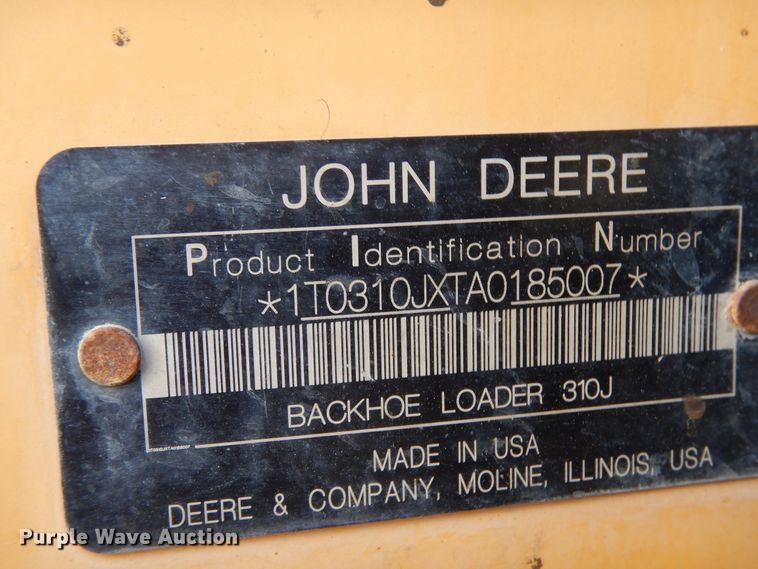 JOHN DEERE
Product Identification Number
*1T0310JXTA0185007*
BACKHOE LOADER 310J
MADE IN USA
DEERE & COMPANY, MOLINE, ILLINOIS, USA
Purple Wave Auction